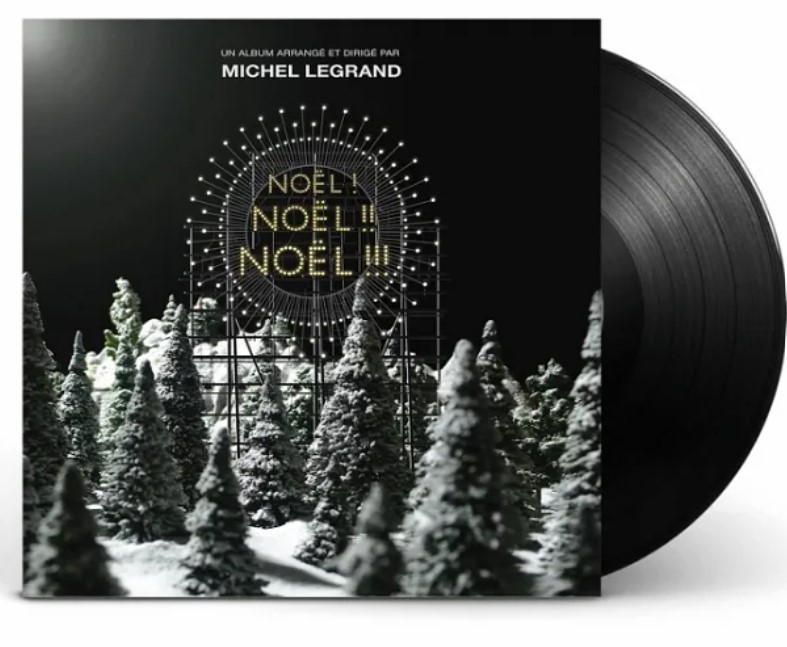 UN ALBUM ARRANGÉ ET DIRIGÉ PAR
MICHEL LEGRAND
NOËL !
NOËL !!
NOËL !!!